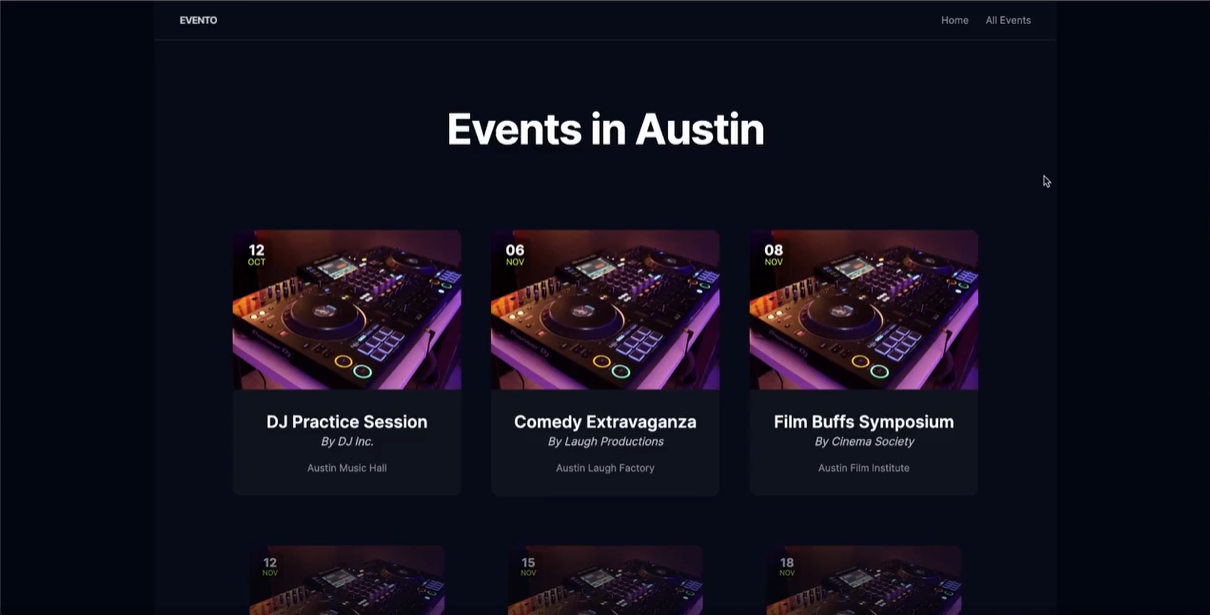 EVENTO
Home
All Events
Events in Austin
12
OCT
06
NOV
08
NOV
DJ Practice Session
By DJ Inc.
Austin Music Hall
Comedy Extravaganza
By Laugh Productions
Austin Laugh Factory
Film Buffs Symposium
By Cinema Society
Austin Film Institute
12
NOV
15
NOV
18
NOV